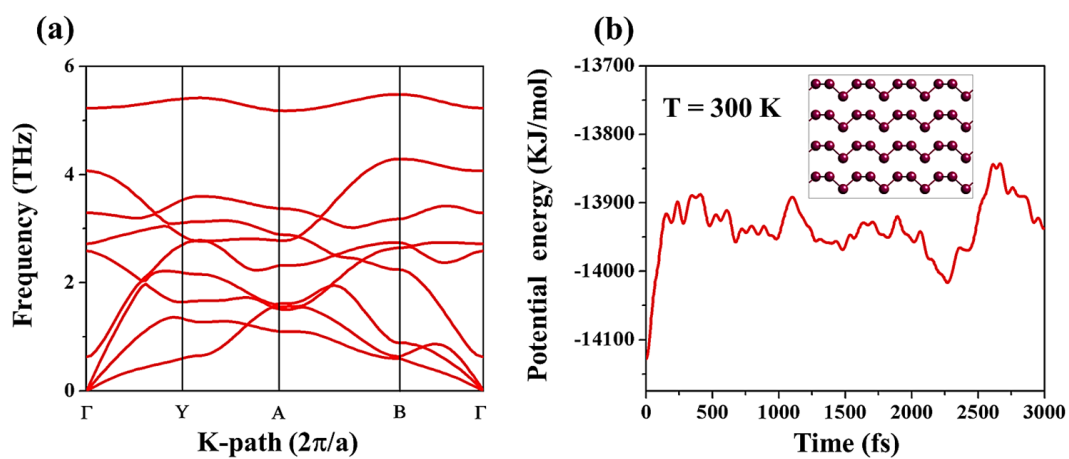 (a)
6
4
2
0
Frequency (THz)
Γ Y A B Γ
K-path (2π/a)
(b)
-13700
-13800
-13900
-14000
-14100
Potential energy (KJ/mol)
T = 300 K
0 500 1000 1500 2000 2500 3000
Time (fs)